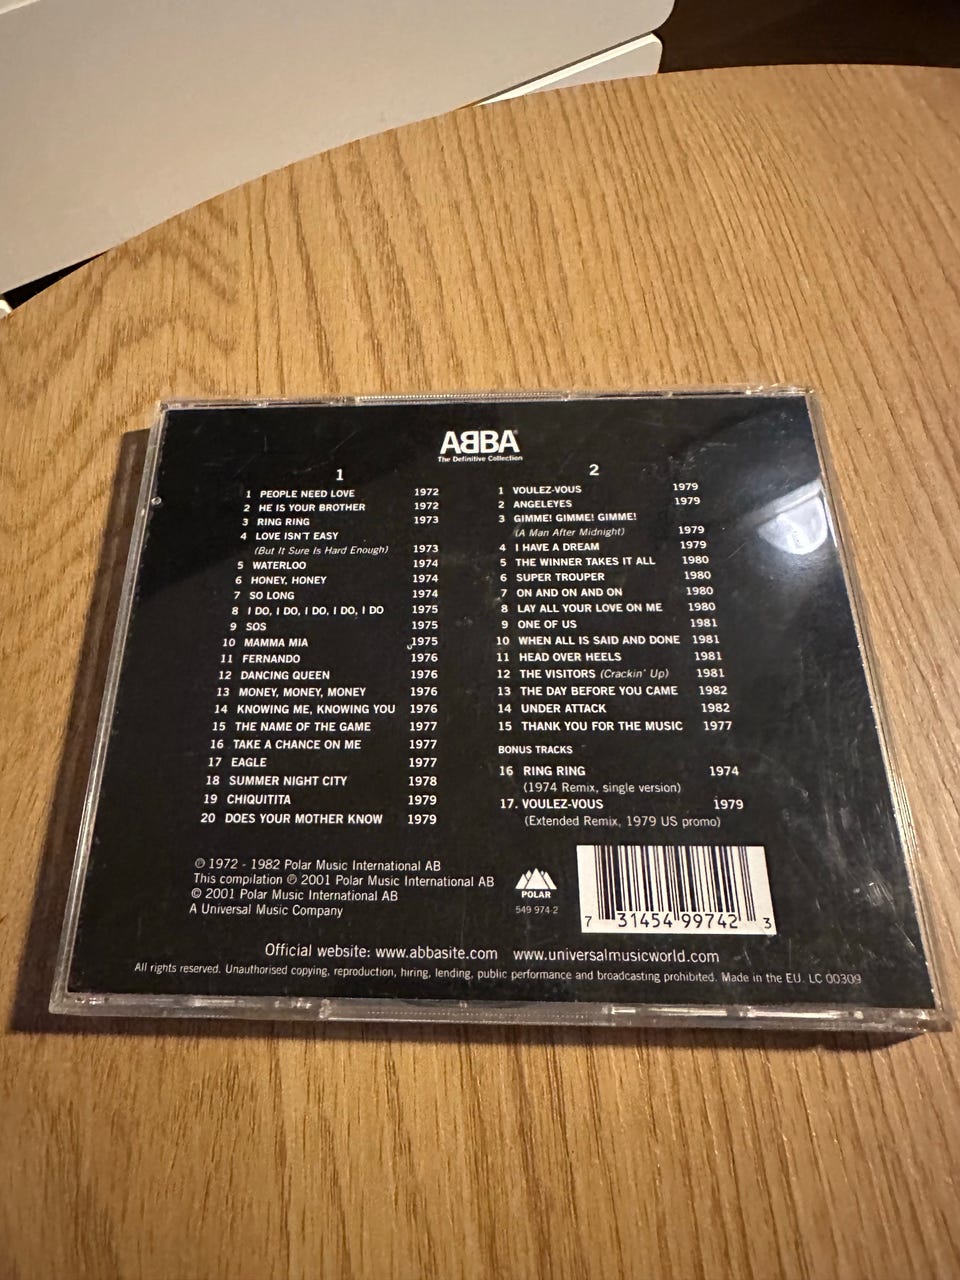 ABBA
The Definitive Collection
1
1 PEOPLE NEED LOVE 1972
2 HE IS YOUR BROTHER 1972
3 RING RING 1973
4 LOVE ISN'T EASY
(But It Sure Is Hard Enough) 1973
5 WATERLOO 1974
6 HONEY, HONEY 1974
7 SO LONG 1974
8 I DO, I DO, I DO, I DO, I DO 1975
9 SOS 1975
10 MAMMA MIA 1975
11 FERNANDO 1976
12 DANCING QUEEN 1976
13 MONEY, MONEY, MONEY 1976
14 KNOWING ME, KNOWING YOU 1976
15 THE NAME OF THE GAME 1977
16 TAKE A CHANCE ON ME 1977
17 EAGLE 1977
18 SUMMER NIGHT CITY 1978
19 CHIQUITITA 1979
20 DOES YOUR MOTHER KNOW 1979
2
1 VOULEZ-VOUS 1979
2 ANGELEYES 1979
3 GIMME! GIMME! GIMME!
(A Man After Midnight) 1979
4 I HAVE A DREAM 1979
5 THE WINNER TAKES IT ALL 1980
6 SUPER TROUPER 1980
7 ON AND ON AND ON 1980
8 LAY ALL YOUR LOVE ON ME 1980
9 ONE OF US 1981
10 WHEN ALL IS SAID AND DONE 1981
11 HEAD OVER HEELS 1981
12 THE VISITORS (Crackin' Up) 1981
13 THE DAY BEFORE YOU CAME 1982
14 UNDER ATTACK 1982
15 THANK YOU FOR THE MUSIC 1977
BONUS TRACKS
16 RING RING 1974
(1974 Remix, single version)
17. VOULEZ-VOUS 1979
(Extended Remix, 1979 US promo)
℗ 1972 - 1982 Polar Music International AB
This compilation ℗ 2001 Polar Music International AB
© 2001 Polar Music International AB
A Universal Music Company
POLAR
549 974-2
7 31454 99742 3
Official website: www.abbasite.com www.universalmusicworld.com
All rights reserved. Unauthorised copying, reproduction, hiring, lending, public performance and broadcasting prohibited. Made in the EU. LC 00309